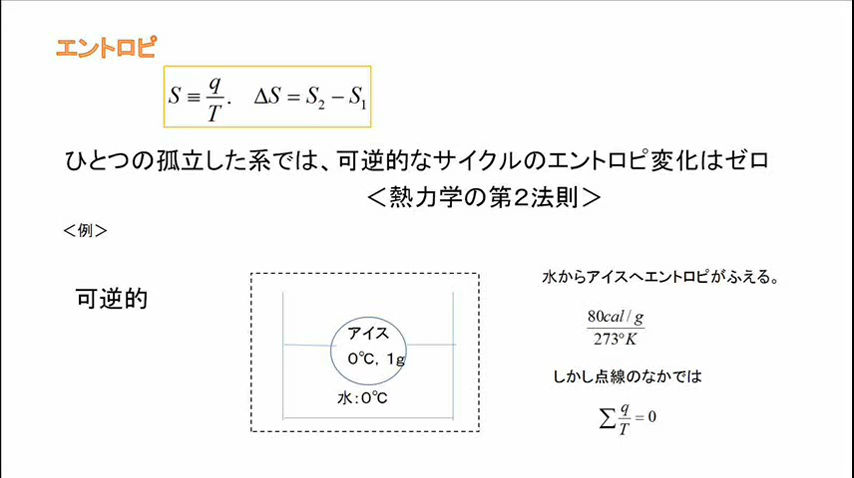 エントロピ
S ≡ q/T. ΔS = S₂ − S₁
ひとつの孤立した系では、可逆的なサイクルのエントロピ変化はゼロ
＜熱力学の第２法則＞
＜例＞
可逆的
アイス
０℃, １g
水：０℃
水からアイスへエントロピがふえる。
80cal/g
273°K
しかし点線のなかでは
∑ q/T = 0